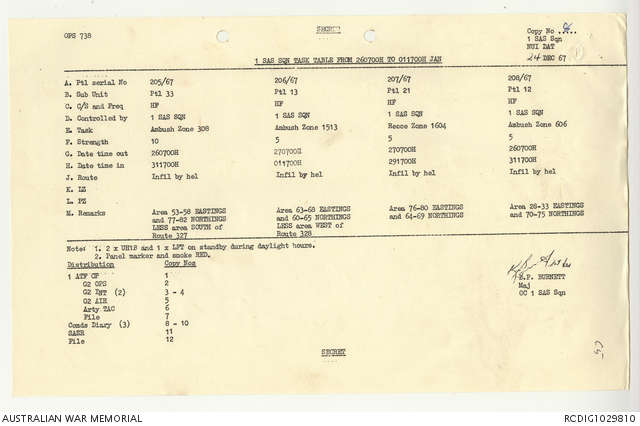 SECRET
OPS 738
Copy No
1 SAS Sqn
NUI DAT
24 DEC 67
1 SAS SQN TASK TABLE FROM 260700H TO 011700H JAN
A. Ptl serial No 205/67 206/67 207/67 208/67
B. Sub Unit Ptl 33 Ptl 13 Ptl 21 Ptl 12
C. C/S and Freq HF HF HF HF
D. Controlled by 1 SAS SQN 1 SAS SQN 1 SAS SQN 1 SAS SQN
E. Task Ambush Zone 308 Ambush Zone 1513 Recce Zone 1604 Ambush Zone 606
F. Strength 10 5 5 5
G. Date time out 260700H 270700H 270700H 260700H
H. Date time in 311700H 011700H 291700H 311700H
J. Route Infil by hel Infil by hel Infil by hel Infil by hel
K. LZ
L. PZ
M. Remarks Area 53-58 EASTINGS Area 63-68 EASTINGS Area 76-80 EASTINGS Area 28-33 EASTINGS
and 77-82 NORTHINGS and 60-65 NORTHINGS and 64-69 NORTHINGS and 70-75 NORTHINGS
LESS area SOUTH of LESS area WEST of
Route 327 Route 328
Note: 1. 2 x UH1B and 1 x LFT on standby during daylight hours.
2. Panel marker and smoke RED.
Distribution Copy Noz
1 ATF OP 1
G2 OPS 2
G2 INT (2) 3 - 4
G2 AIR 5
Arty TAC 6
File 7
Comds Diary (3) 8 - 10
SASR 11
File 12
BURNETT
Maj
OC 1 SAS Sqn
SECRET
AUSTRALIAN WAR MEMORIAL
RCDIG1029810